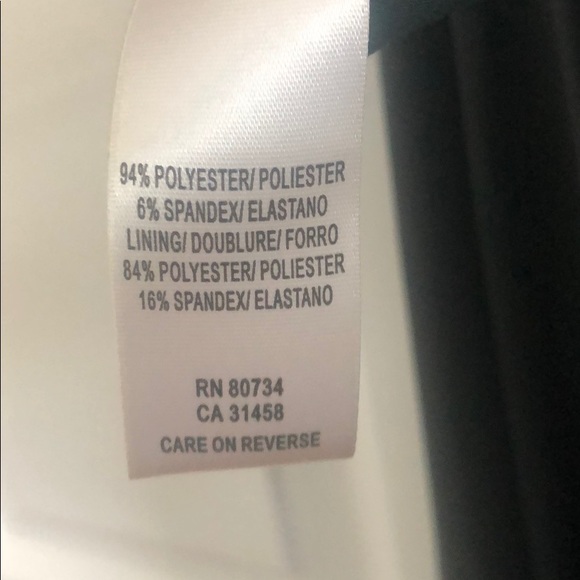 94% POLYESTER/ POLIESTER
6% SPANDEX/ ELASTANO
LINING/ DOUBLURE/ FORRO
84% POLYESTER/ POLIESTER
16% SPANDEX/ ELASTANO
RN 80734
CA 31458
CARE ON REVERSE